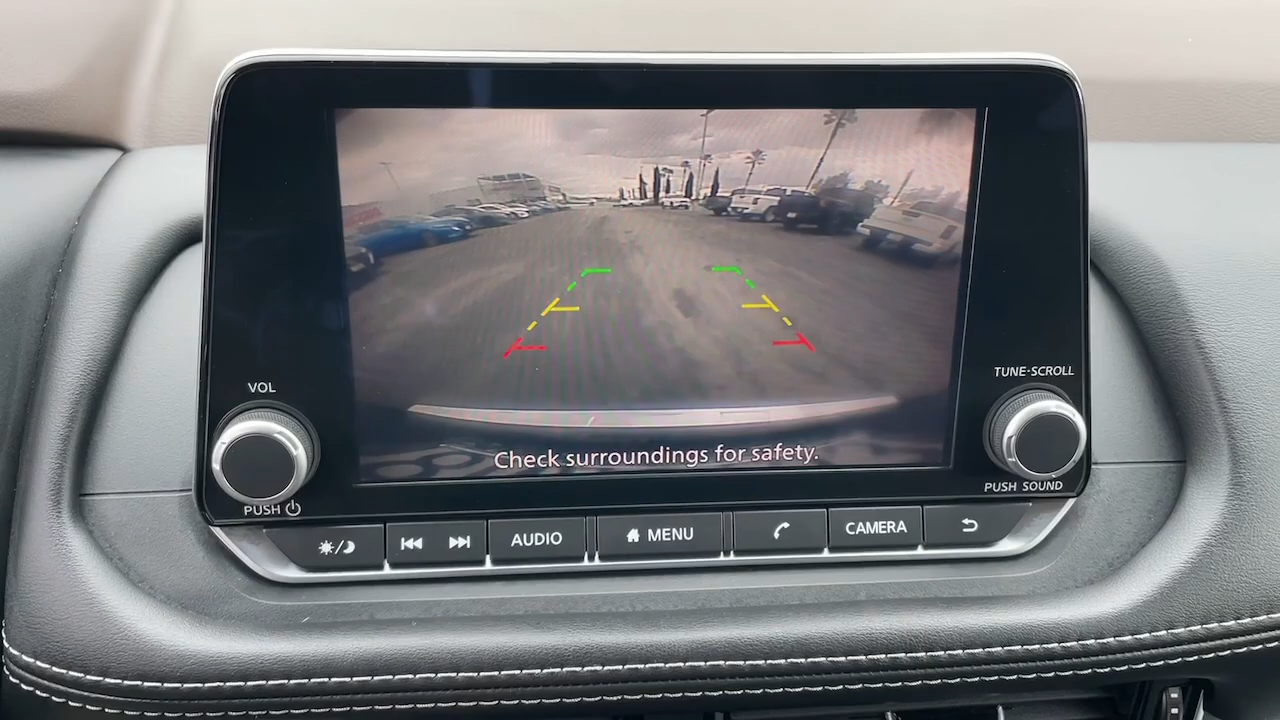 VOL
TUNE·SCROLL
Check surroundings for safety.
PUSH
PUSH SOUND
AUDIO
MENU
CAMERA